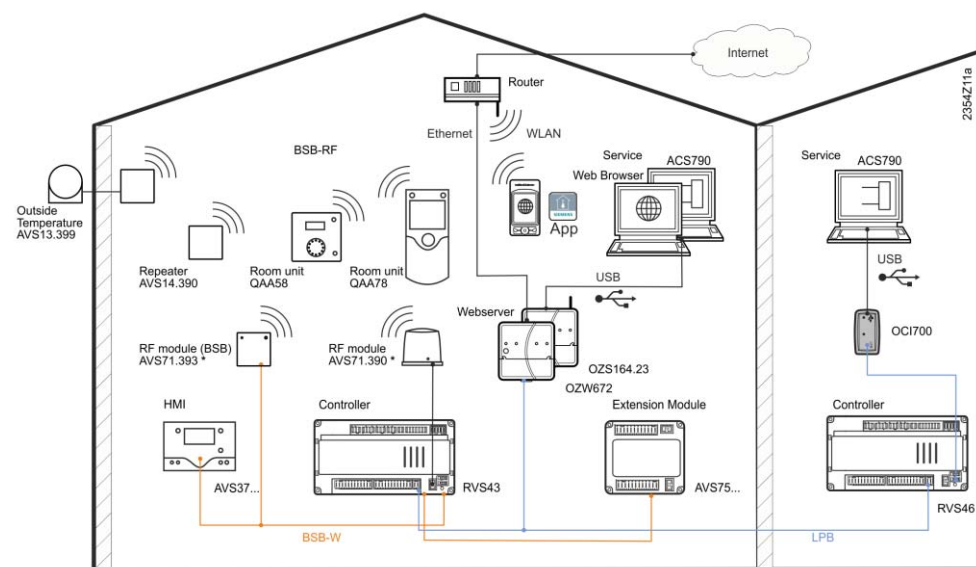 Internet
2354Z11a
Router
Ethernet
WLAN
BSB-RF
Service
ACS790
Web Browser
Service
ACS790
Outside
Temperature
AVS13.399
SIEMENS
App
Repeater
AVS14.390
Room unit
QAA58
Room unit
QAA78
USB
USB
Webserver
OCI700
RF module (BSB)
AVS71.393 *
RF module
AVS71.390 *
OZS164.23
OZW672
HMI
Controller
Extension Module
Controller
AVS37...
RVS43
AVS75...
RVS46
BSB-W
LPB